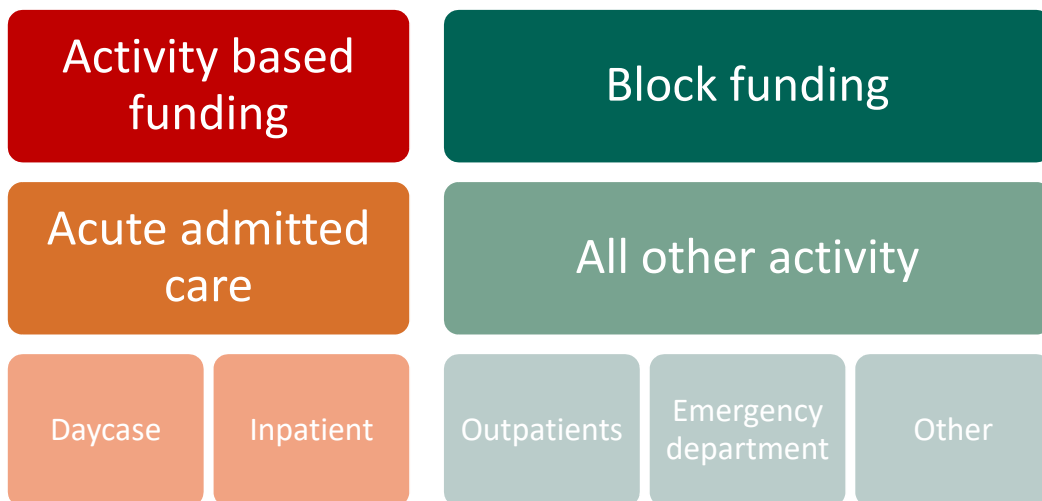 Activity based
funding
Block funding
Acute admitted
care
All other activity
Daycase
Inpatient
Outpatients
Emergency
department
Other